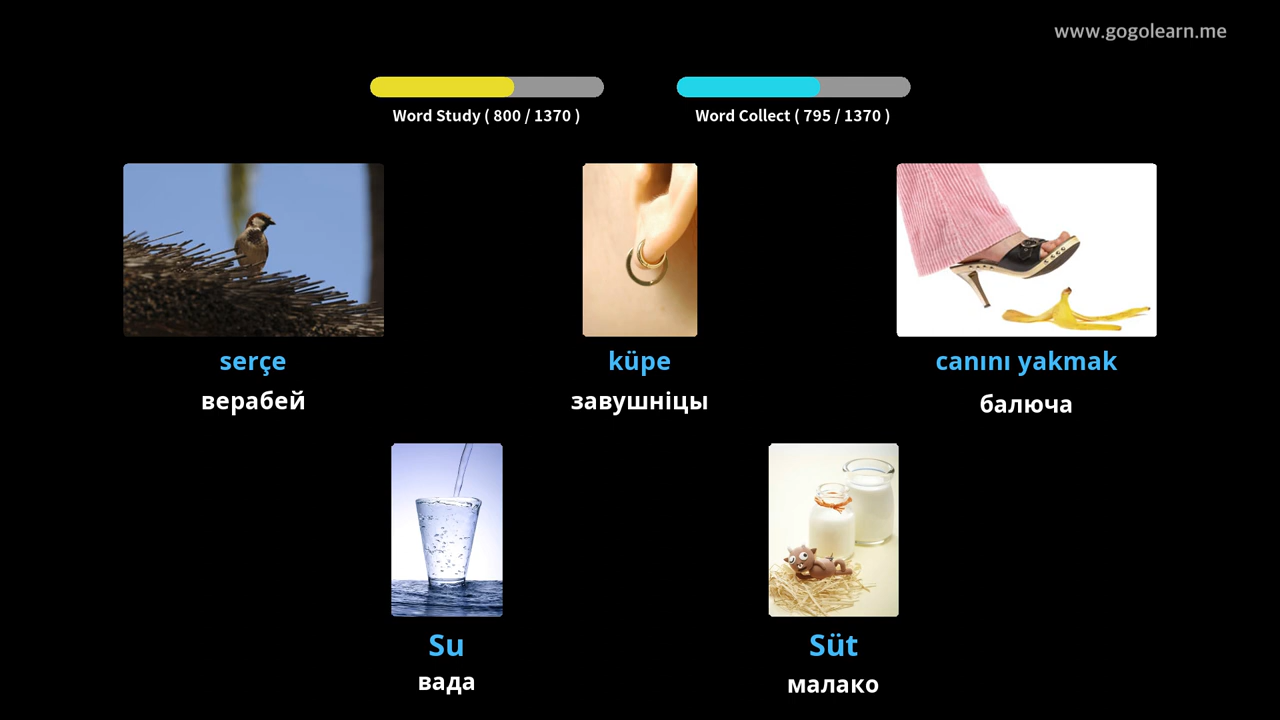 www.gogolearn.me
Word Study ( 800 / 1370 )
Word Collect ( 795 / 1370 )
serçe
küpe
canını yakmak
верабей
завушніцы
балюча
Su
Süt
вада
малако